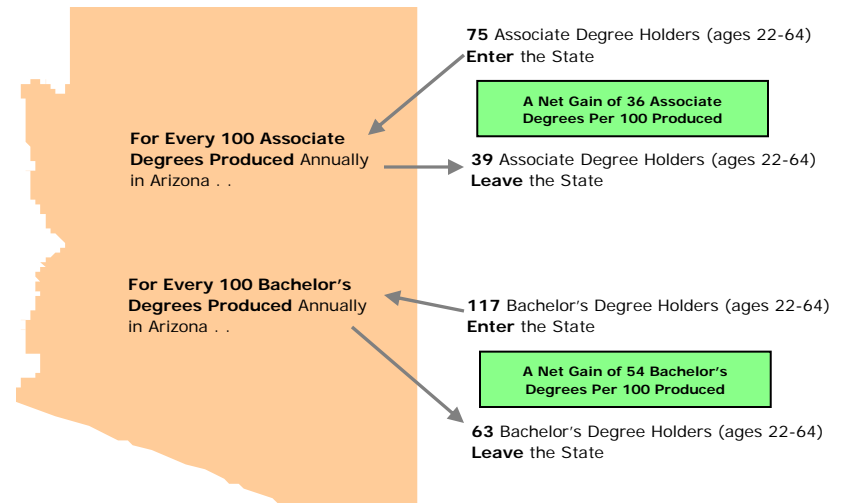 75 Associate Degree Holders (ages 22-64)
Enter the State
A Net Gain of 36 Associate
Degrees Per 100 Produced
For Every 100 Associate
Degrees Produced Annually
in Arizona . .
39 Associate Degree Holders (ages 22-64)
Leave the State
For Every 100 Bachelor's
Degrees Produced Annually
in Arizona . .
117 Bachelor's Degree Holders (ages 22-64)
Enter the State
A Net Gain of 54 Bachelor's
Degrees Per 100 Produced
63 Bachelor's Degree Holders (ages 22-64)
Leave the State